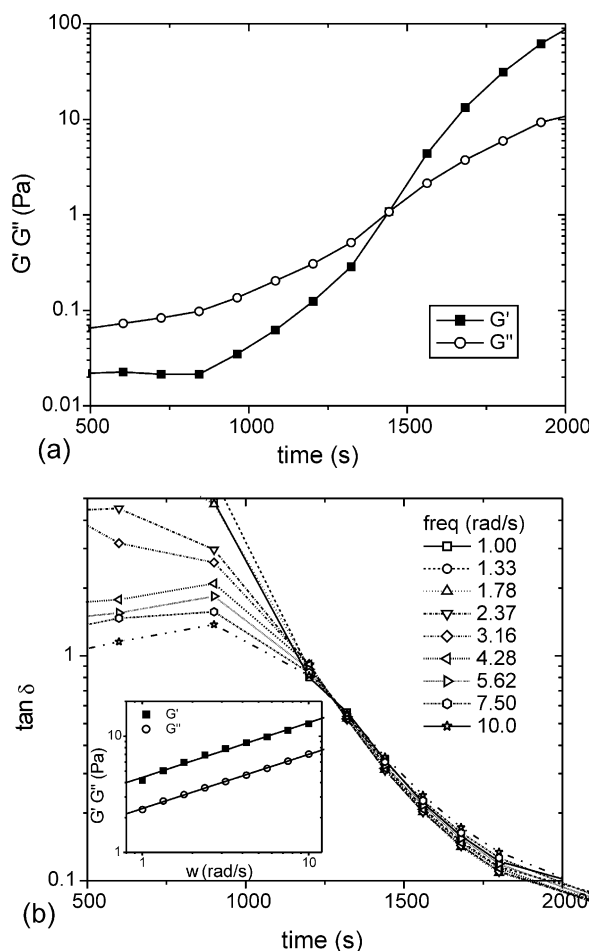 100
10
1
0.1
0.01
G' G" (Pa)
G'
G"
500 1000 1500 2000
(a)
time (s)
freq (rad/s)
1.00
1.33
1.78
2.37
3.16
4.28
5.62
7.50
10.0
1
tan δ
G'
G"
10
1
G' G" (Pa)
1 10
w (rad/s)
0.1
500 1000 1500 2000
(b)
time (s)